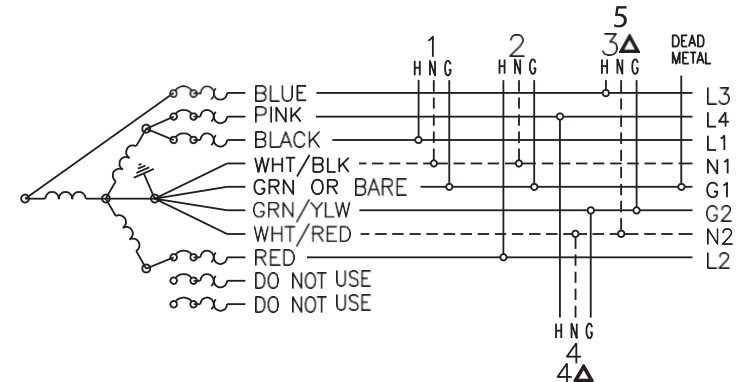 5
1 2 3△ DEAD
H N G H N G H N G METAL
BLUE L3
PINK L4
BLACK L1
WHT/BLK N1
GRN OR BARE G1
GRN/YLW G2
WHT/RED N2
RED L2
DO NOT USE
DO NOT USE
H N G
4
4△